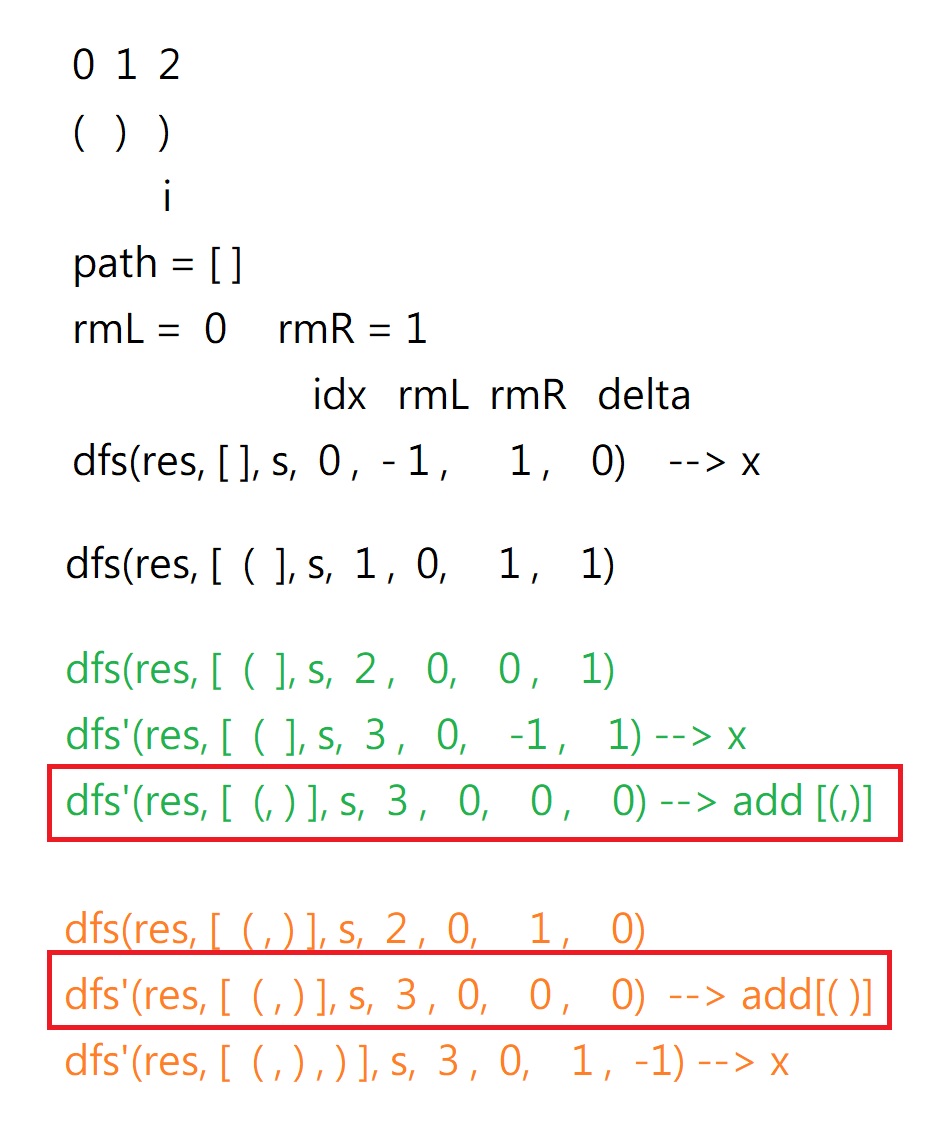 0 1 2
( ) )
i
path = [ ]
rmL = 0 rmR = 1
idx rmL rmR delta
dfs(res, [ ], s, 0 , - 1 , 1 , 0) --> x
dfs(res, [ ( ], s, 1 , 0, 1 , 1)
dfs(res, [ ( ], s, 2 , 0, 0 , 1)
dfs'(res, [ ( ], s, 3 , 0, -1 , 1) --> x
dfs'(res, [ (, ) ], s, 3 , 0, 0 , 0) --> add [(,)]
dfs(res, [ ( , ) ], s, 2 , 0, 1 , 0)
dfs'(res, [ ( , ) ], s, 3 , 0, 0 , 0) --> add[( )]
dfs'(res, [ ( , ) , ) ], s, 3 , 0, 1 , -1) --> x